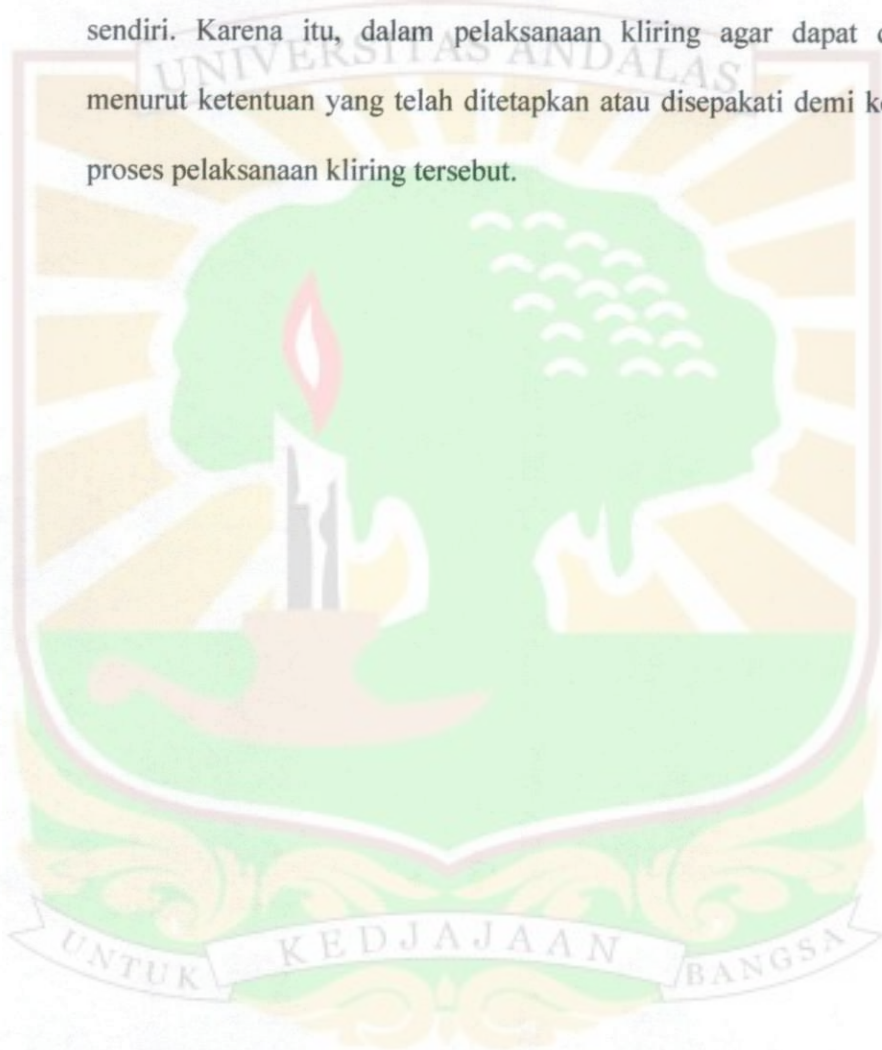 sendiri. Karena itu, dalam pelaksanaan kliring agar dapat
UNIVERSITAS ANDALAS
menurut ketentuan yang telah ditetapkan atau disepakati demi
proses pelaksanaan kliring tersebut.
UNTUK KEDJAJAAN BANGSA